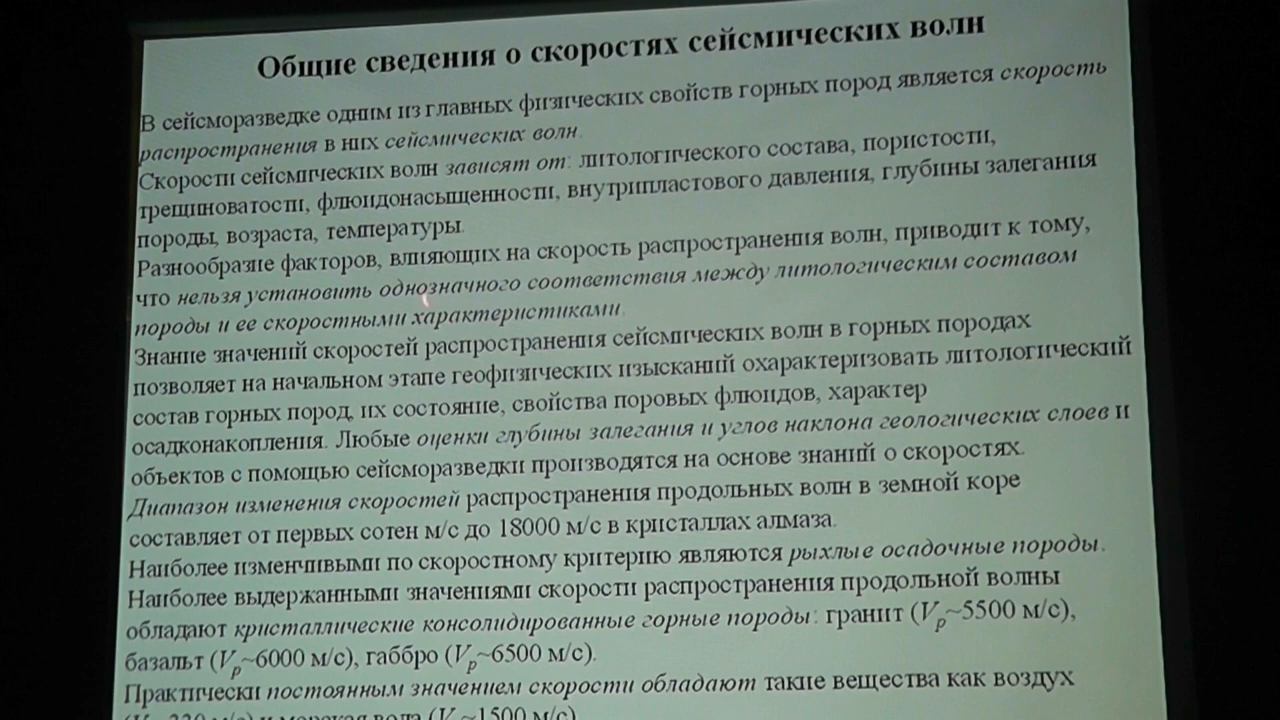 Общие сведения о скоростях сейсмических волн
В сейсморазведке одним из главных физических свойств горных пород является скорость
распространения в них сейсмических волн.
Скорости сейсмических волн зависят от: литологического состава, пористости,
трещиноватости, флюидонасыщенности, внутрипластового давления, глубины залегания
породы, возраста, температуры.
Разнообразие факторов, влияющих на скорость распространения волн, приводит к тому,
что нельзя установить однозначного соответствия между литологическим составом
породы и ее скоростными характеристиками.
Знание значений скоростей распространения сейсмических волн в горных породах
позволяет на начальном этапе геофизических изысканий охарактеризовать литологический
состав горных пород, их состояние, свойства поровых флюидов, характер
осадконакопления. Любые оценки глубины залегания и углов наклона геологических слоев и
объектов с помощью сейсморазведки производятся на основе знаний о скоростях.
Диапазон изменения скоростей распространения продольных волн в земной коре
составляет от первых сотен м/с до 18000 м/с в кристаллах алмаза.
Наиболее изменчивыми по скоростному критерию являются рыхлые осадочные породы.
Наиболее выдержанными значениями скорости распространения продольной волны
обладают кристаллические консолидированные горные породы: гранит (Vp~5500 м/с),
базальт (Vp~6000 м/с), габбро (Vp~6500 м/с).
Практически постоянным значением скорости обладают такие вещества как воздух
м/с) и морская вода (V ~1500 м/с)